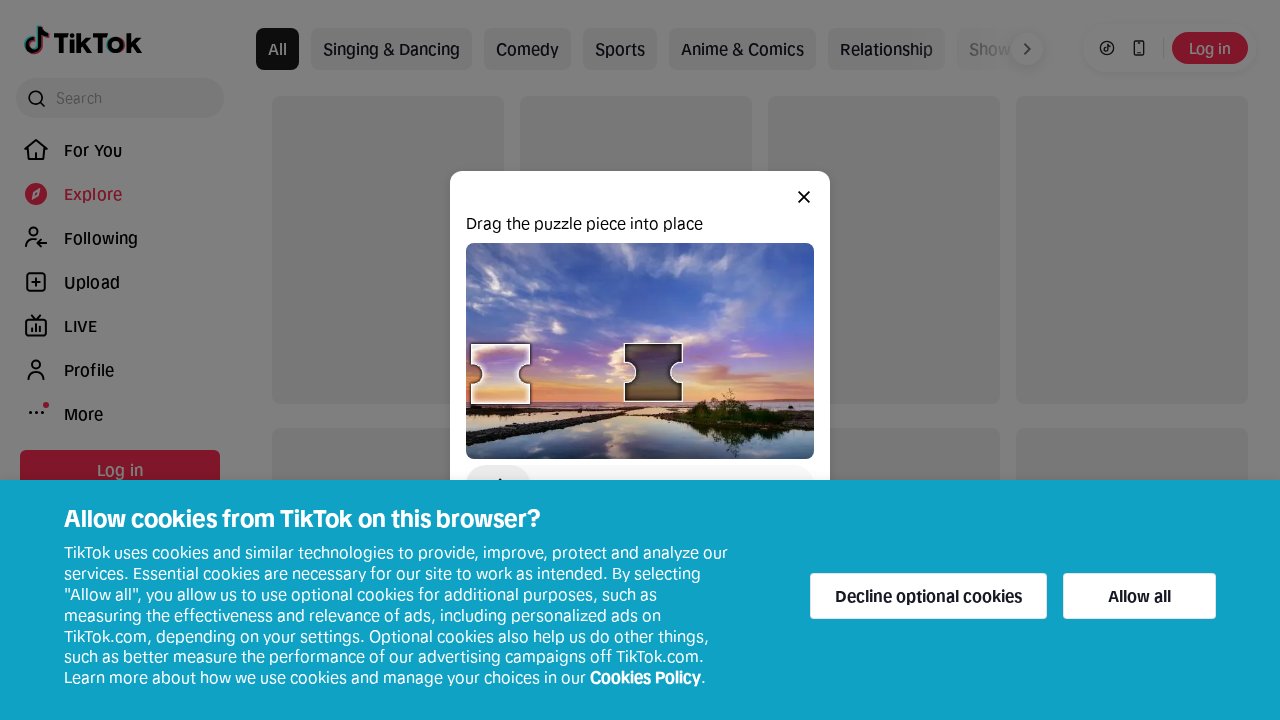 TikTok
All
Singing & Dancing
Comedy
Sports
Anime & Comics
Relationship
Show
Log in
Search
For You
Explore
Following
Upload
LIVE
Profile
More
Log in
Drag the puzzle piece into place
Allow cookies from TikTok on this browser?
TikTok uses cookies and similar technologies to provide, improve, protect and analyze our
services. Essential cookies are necessary for our site to work as intended. By selecting
"Allow all", you allow us to use optional cookies for additional purposes, such as
measuring the effectiveness and relevance of ads, including personalized ads on
TikTok.com, depending on your settings. Optional cookies also help us do other things,
such as better measure the performance of our advertising campaigns off TikTok.com.
Learn more about how we use cookies and manage your choices in our Cookies Policy.
Decline optional cookies
Allow all